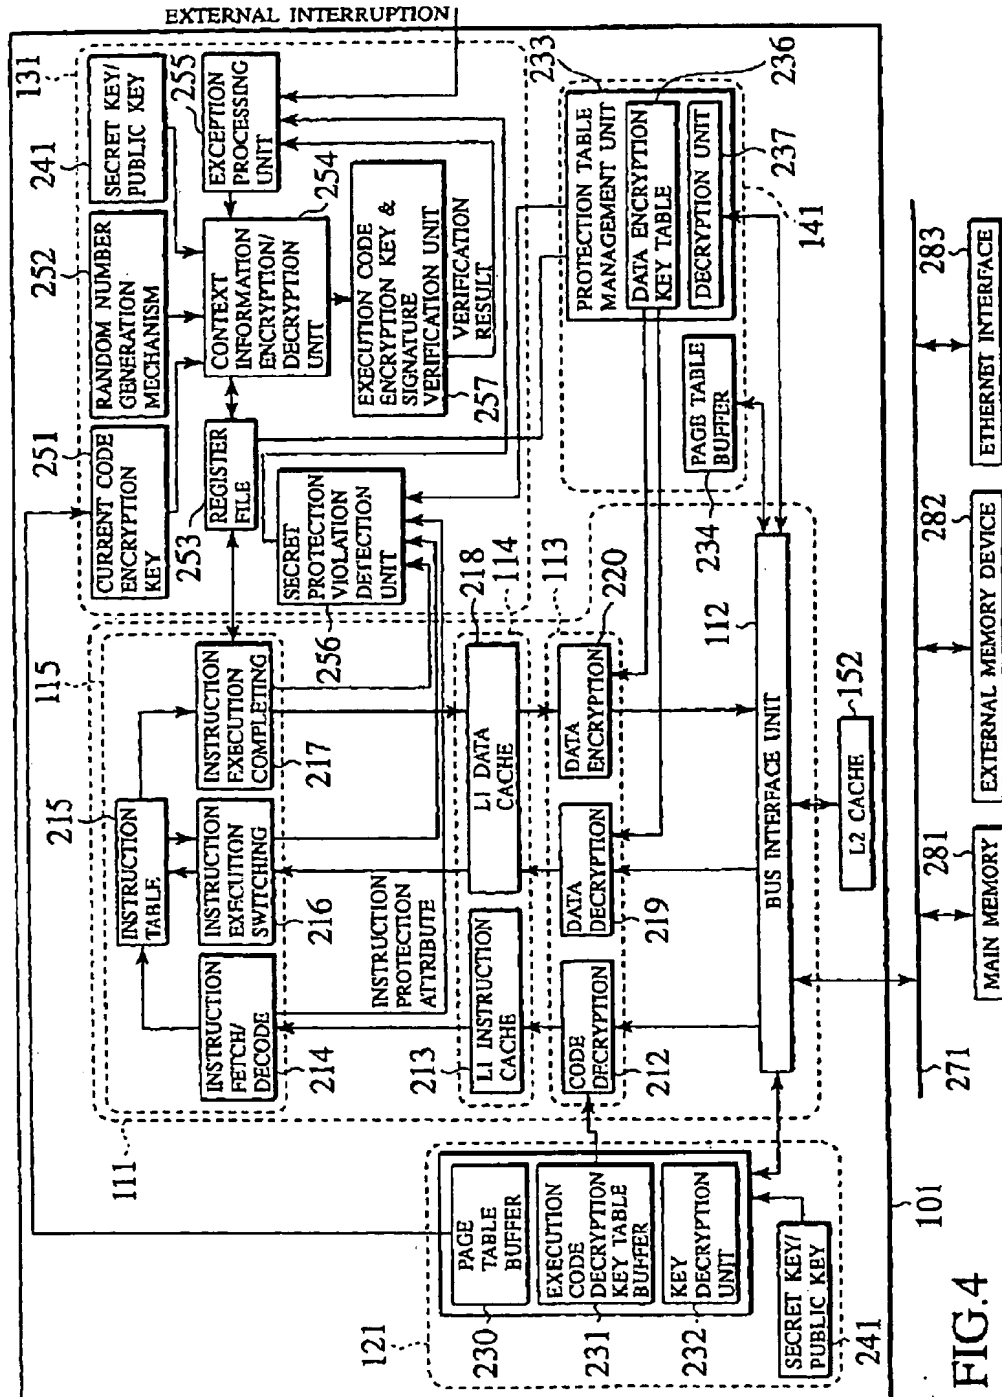 EXTERNAL INTERRUPTION
131
241
SECRET KEY/
PUBLIC KEY
255
EXCEPTION
PROCESSING
UNIT
252
RANDOM NUMBER
GENERATION
MECHANISM
254
CONTEXT
INFORMATION
ENCRYPTION/
DECRYPTION
UNIT
251
CURRENT CODE
ENCRYPTION
KEY
253
REGISTER
FILE
EXECUTION CODE
ENCRYPTION KEY &
SIGNATURE
VERIFICATION UNIT
257
VERIFICATION
RESULT
SECRET
PROTECTION
VIOLATION
DETECTION
UNIT
256
233
236
PROTECTION TABLE
MANAGEMENT UNIT
DATA ENCRYPTION
KEY TABLE
DECRYPTION UNIT
237
141
PAGE TABLE
BUFFER
234
115
215
INSTRUCTION
TABLE
INSTRUCTION
EXECUTION
COMPLETING
217
INSTRUCTION
EXECUTION
SWITCHING
216
INSTRUCTION
FETCH/
DECODE
214
INSTRUCTION
PROTECTION
ATTRIBUTE
218
114
L1 DATA
CACHE
L1 INSTRUCTION
CACHE
213
113
220
DATA
ENCRYPTION
DATA
DECRYPTION
219
CODE
DECRYPTION
212
112
BUS INTERFACE UNIT
152
L2 CACHE
111
121
PAGE
TABLE
BUFFER
230
EXECUTION
CODE
DECRYPTION
KEY TABLE
BUFFER
231
KEY
DECRYPTION
UNIT
232
SECRET KEY/
PUBLIC KEY
241
101
271
281
MAIN MEMORY
282
EXTERNAL MEMORY DEVICE
283
ETHERNET INTERFACE
FIG.4